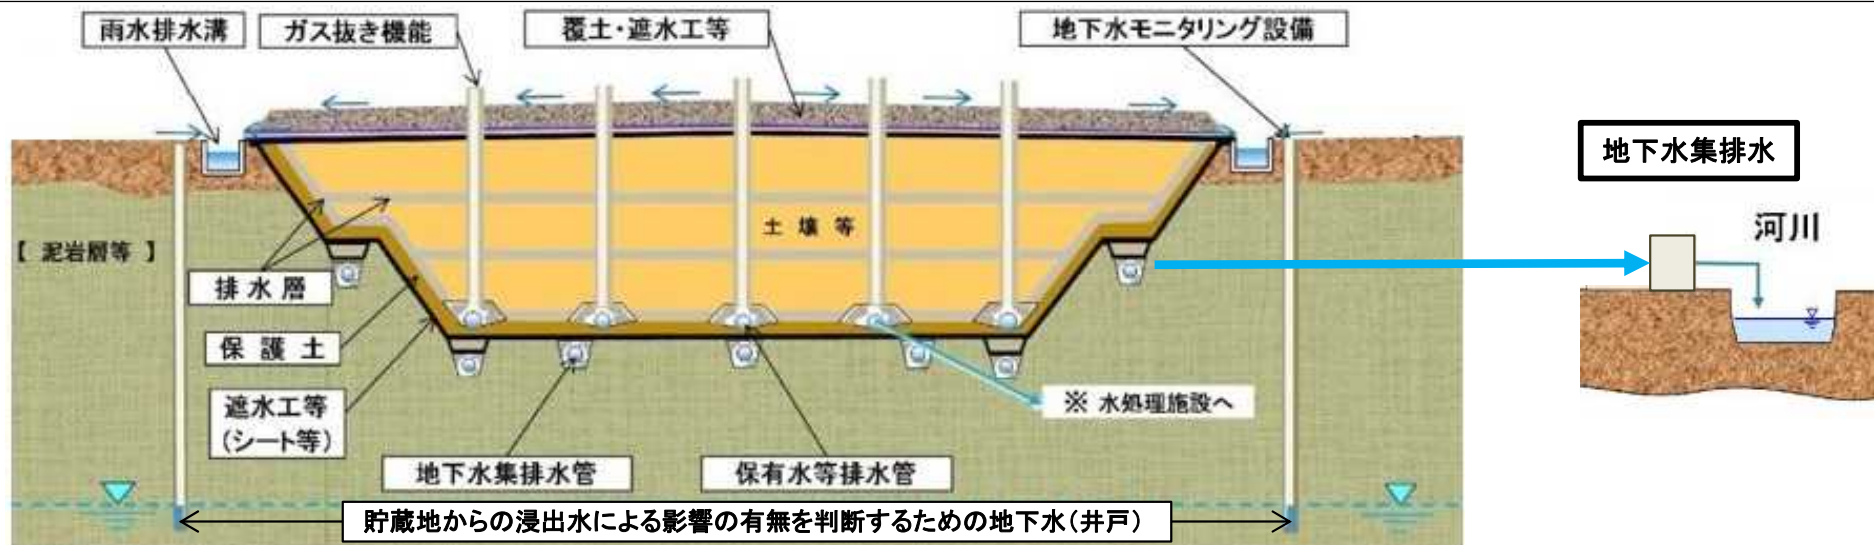 雨水排水溝
ガス抜き機能
覆土・遮水工等
地下水モニタリング設備
地下水集排水
河川
土壌等
【 泥岩層等 】
排水層
保護土
遮水工等
(シート等)
※ 水処理施設へ
地下水集排水管
保有水等排水管
貯蔵地からの浸出水による影響の有無を判断するための地下水(井戸)